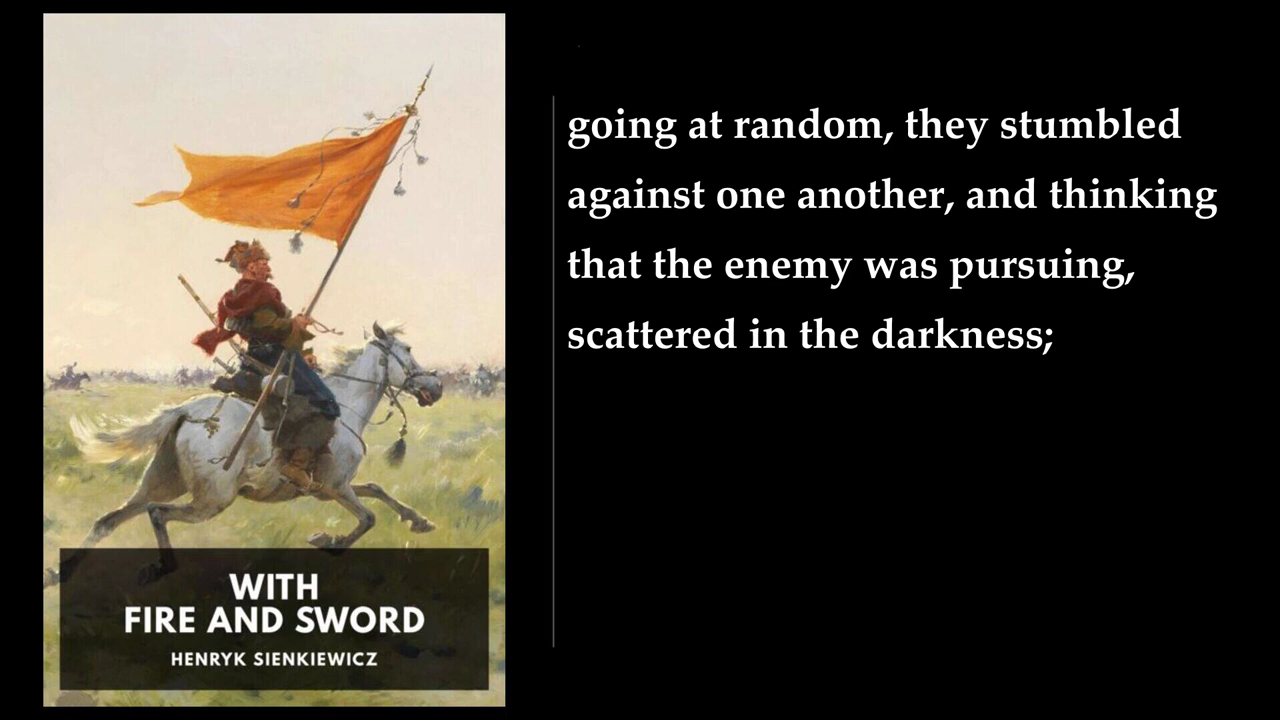 WITH
FIRE AND SWORD
HENRYK SIENKIEWICZ
going at random, they stumbled
against one another, and thinking
that the enemy was pursuing,
scattered in the darkness;